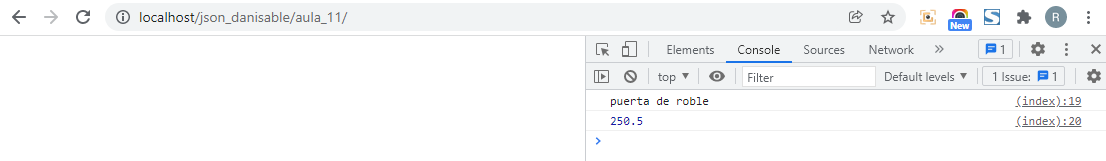 localhost/json_danisable/aula_11/
New
R
Elements Console Sources Network » 1
top ▼ Filter Default levels ▼ 1 Issue: 1
puerta de roble (index):19
250.5 (index):20
>